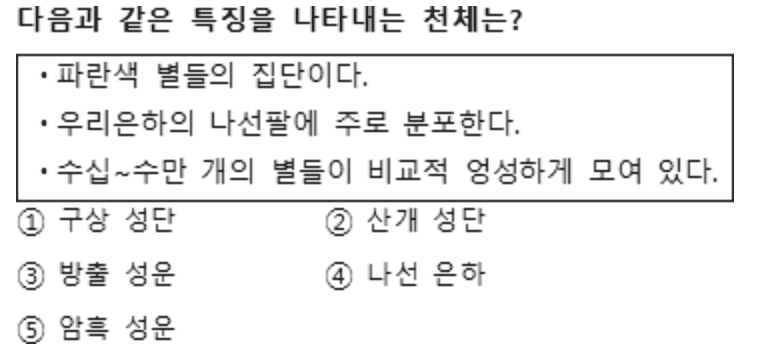 다음과 같은 특징을 나타내는 천체는?
• 파란색 별들의 집단이다.
• 우리은하의 나선팔에 주로 분포한다.
• 수십~수만 개의 별들이 비교적 엉성하게 모여 있다.
① 구상 성단 ② 산개 성단
③ 방출 성운 ④ 나선 은하
⑤ 암흑 성운